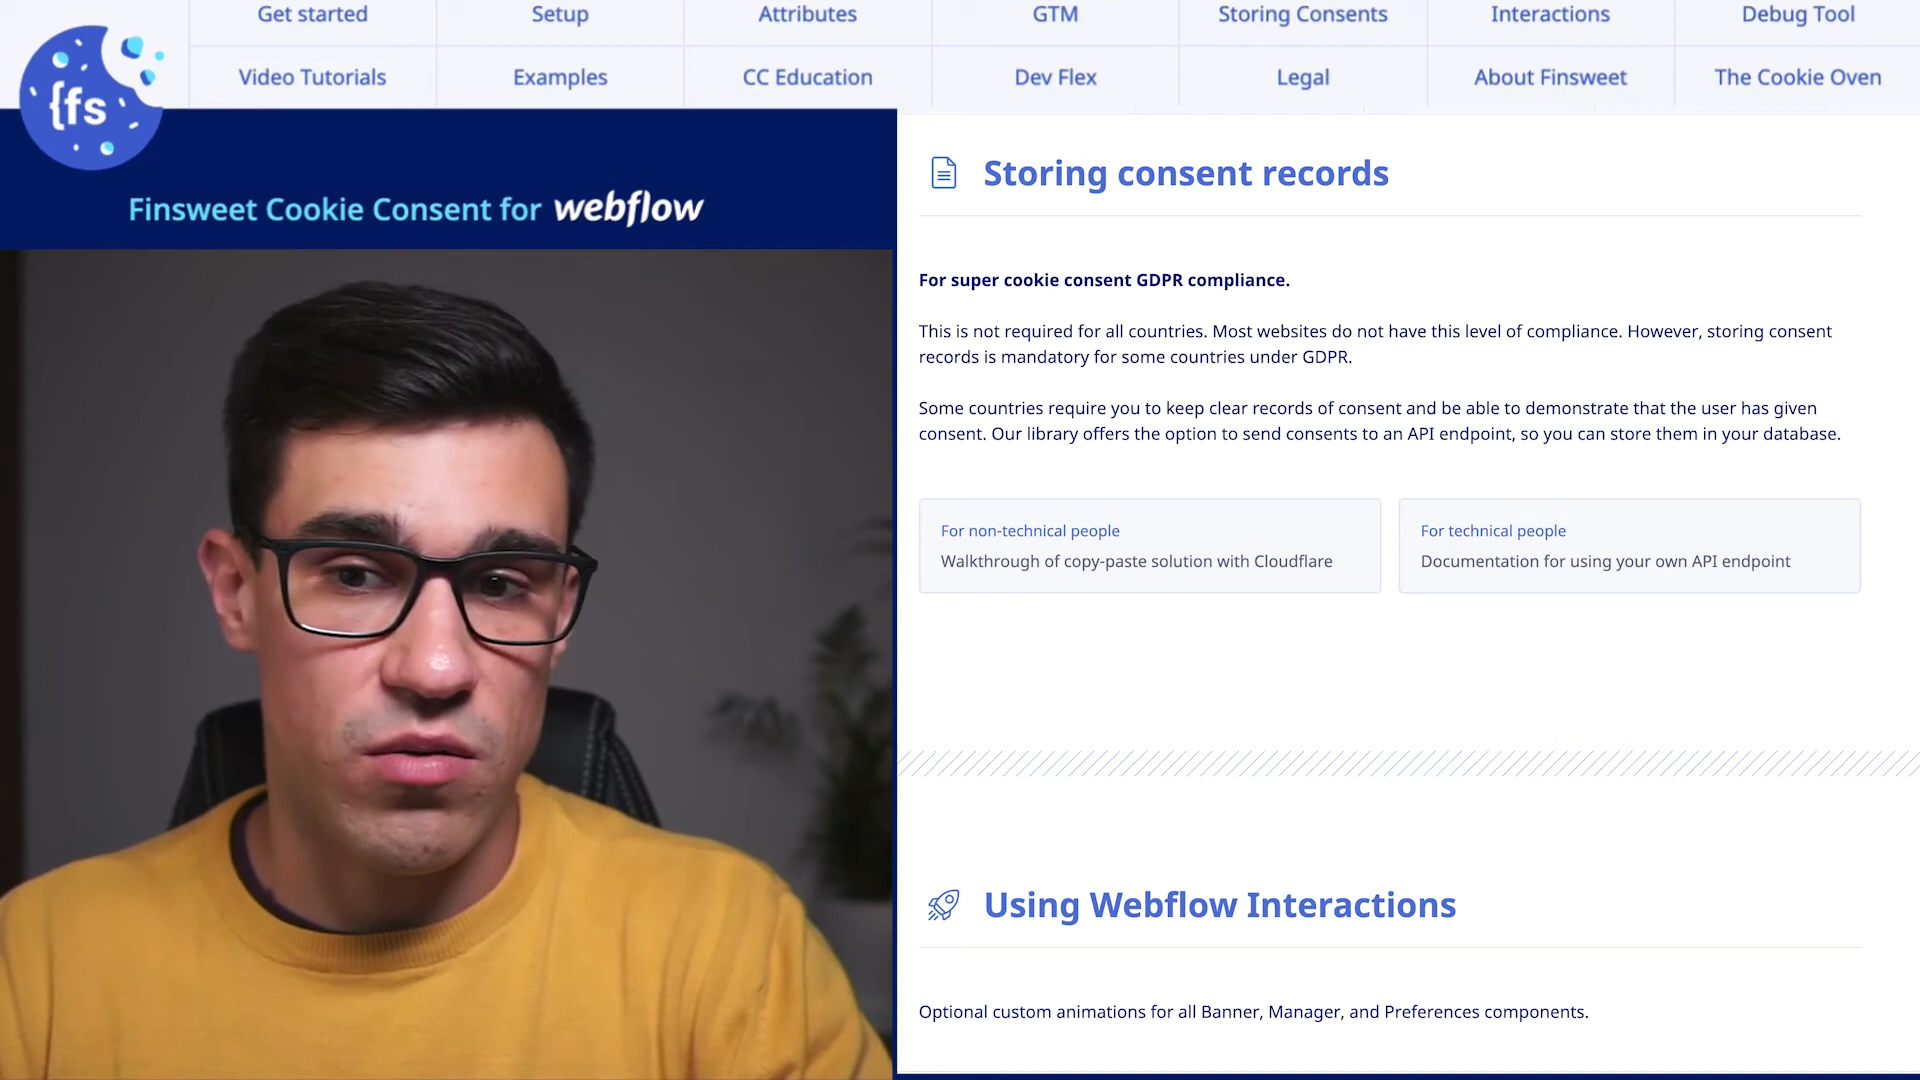 Get started
Setup
Attributes
GTM
Storing Consents
Interactions
Debug Tool
Video Tutorials
Examples
CC Education
Dev Flex
Legal
About Finsweet
The Cookie Oven
{fs
Finsweet Cookie Consent for webflow
Storing consent records
For super cookie consent GDPR compliance.
This is not required for all countries. Most websites do not have this level of compliance. However, storing consent
records is mandatory for some countries under GDPR.
Some countries require you to keep clear records of consent and be able to demonstrate that the user has given
consent. Our library offers the option to send consents to an API endpoint, so you can store them in your database.
For non-technical people
Walkthrough of copy-paste solution with Cloudflare
For technical people
Documentation for using your own API endpoint
Using Webflow Interactions
Optional custom animations for all Banner, Manager, and Preferences components.